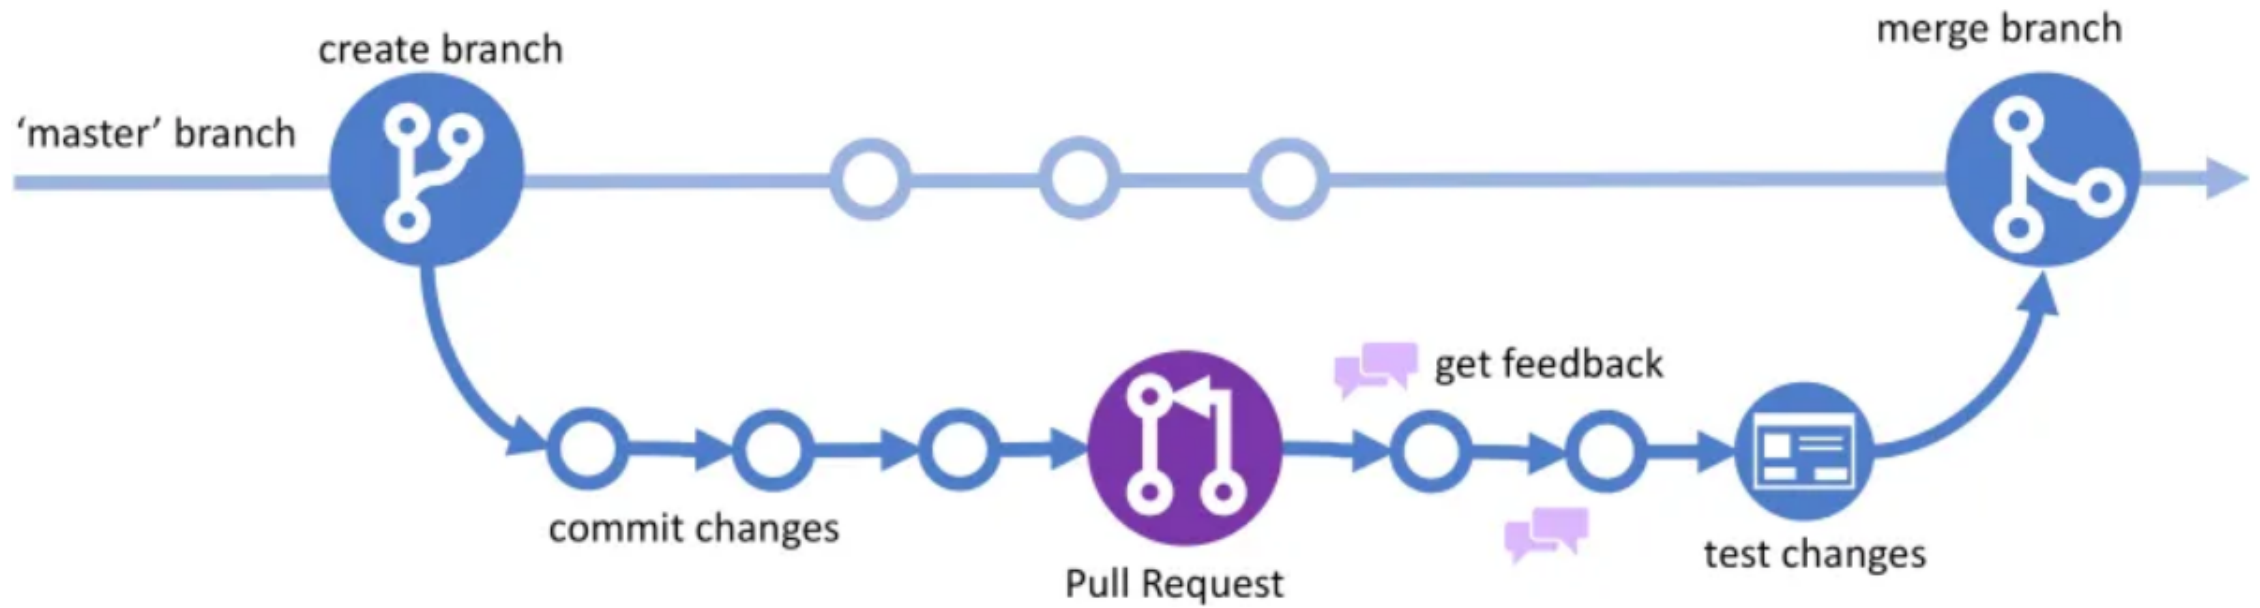 create branch
merge branch
‘master’ branch
get feedback
commit changes
Pull Request
test changes